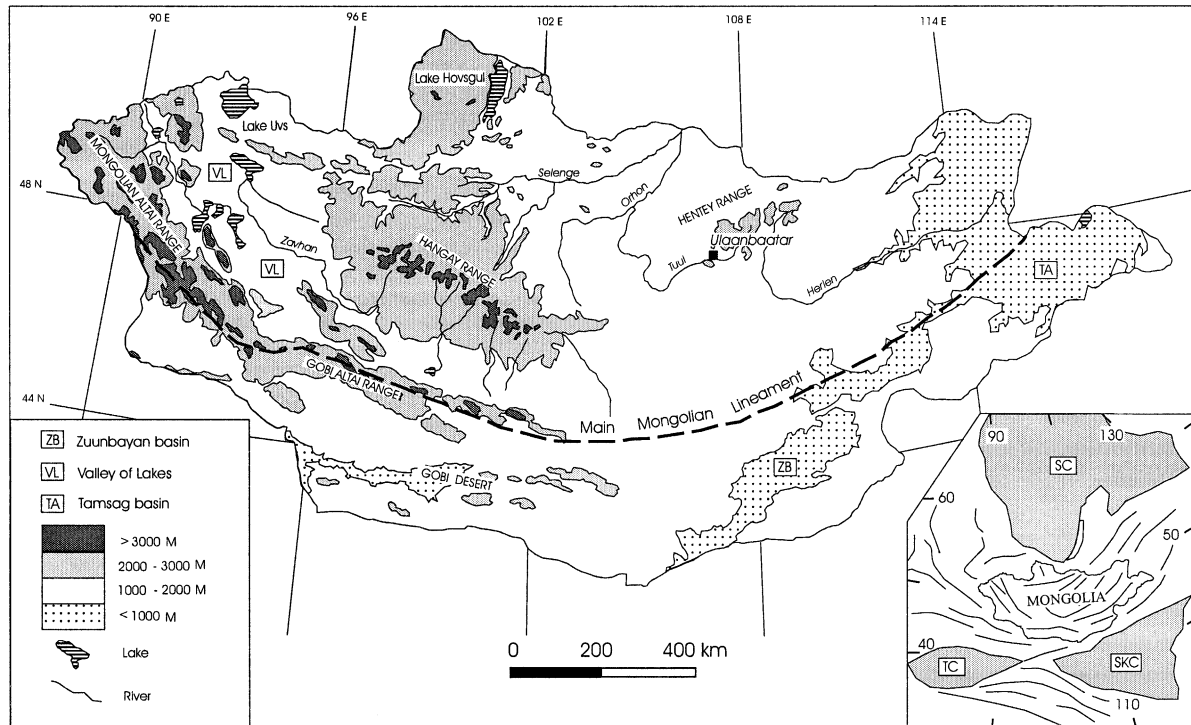 90 E
96 E
102 E
108 E
114 E
48 N
44 N
Lake Hovsgul
Lake Uvs
MONGOLIAN ALTAI RANGE
VL
Selenge
Orhon
HENTEY RANGE
Ulaanbaatar
Tuul
Zavhan
HANGAY RANGE
VL
Herlen
TA
GOBI ALTAI RANGE
Main Mongolian Lineament
GOBI DESERT
ZB
ZB Zuunbayan basin
VL Valley of Lakes
TA Tamsag basin
> 3000 M
2000 - 3000 M
1000 - 2000 M
< 1000 M
Lake
River
0 200 400 km
90
130
SC
60
50
MONGOLIA
40
TC
SKC
110